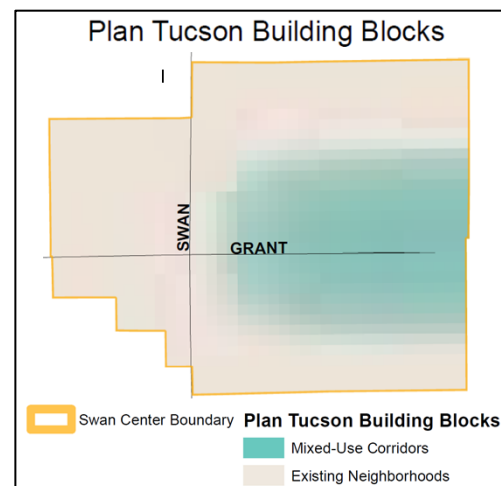 Plan Tucson Building Blocks
SWAN
GRANT
Swan Center Boundary
Plan Tucson Building Blocks
Mixed-Use Corridors
Existing Neighborhoods